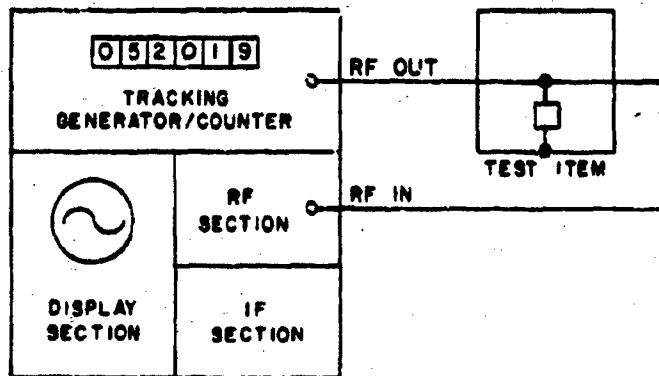 052019
TRACKING
GENERATOR/COUNTER
RF OUT
TEST ITEM
RF
SECTION
RF IN
DISPLAY
SECTION
IF
SECTION